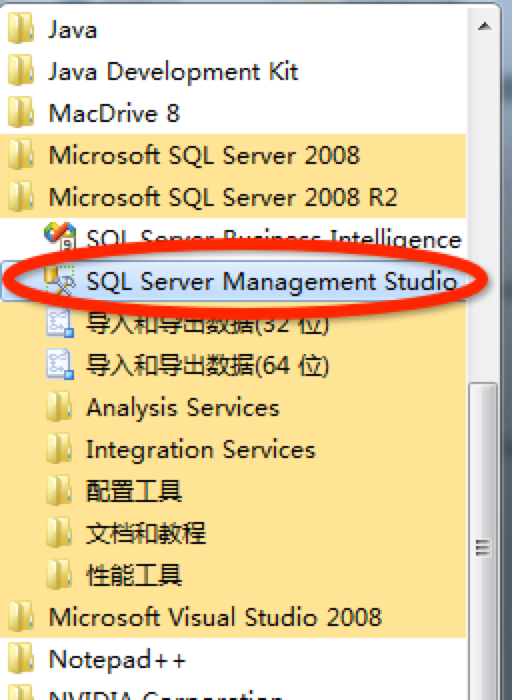 Java
Java Development Kit
MacDrive 8
Microsoft SQL Server 2008
Microsoft SQL Server 2008 R2
SQL Server Business Intelligence
SQL Server Management Studio
导入和导出数据(32 位)
导入和导出数据(64 位)
Analysis Services
Integration Services
配置工具
文档和教程
性能工具
Microsoft Visual Studio 2008
Notepad++
NVIDIA Corporation